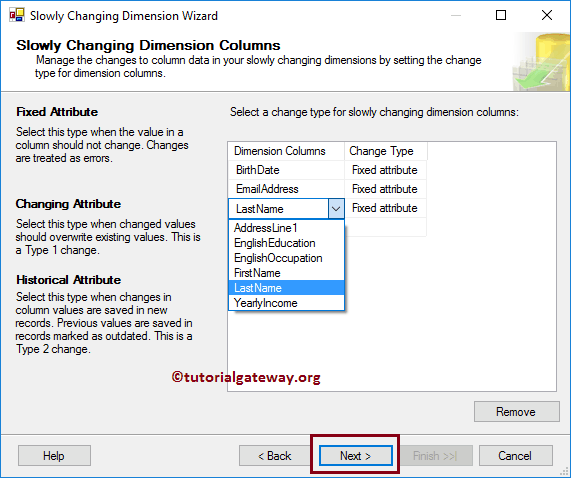 Slowly Changing Dimension Wizard
Slowly Changing Dimension Columns
Manage the changes to column data in your slowly changing dimensions by setting the change
type for dimension columns.
Fixed Attribute
Select this type when the value in a
column should not change. Changes
are treated as errors.
Changing Attribute
Select this type when changed values
should overwrite existing values. This is
a Type 1 change.
Historical Attribute
Select this type when changes in
column values are saved in new
records. Previous values are saved in
records marked as outdated. This is a
Type 2 change.
Select a change type for slowly changing dimension columns:
Dimension Columns Change Type
BirthDate Fixed attribute
EmailAddress Fixed attribute
LastName Fixed attribute
AddressLine1
EnglishEducation
EnglishOccupation
FirstName
LastName
YearlyIncome
©tutorialgateway.org
Remove
Help < Back Next > Finish >>| Cancel